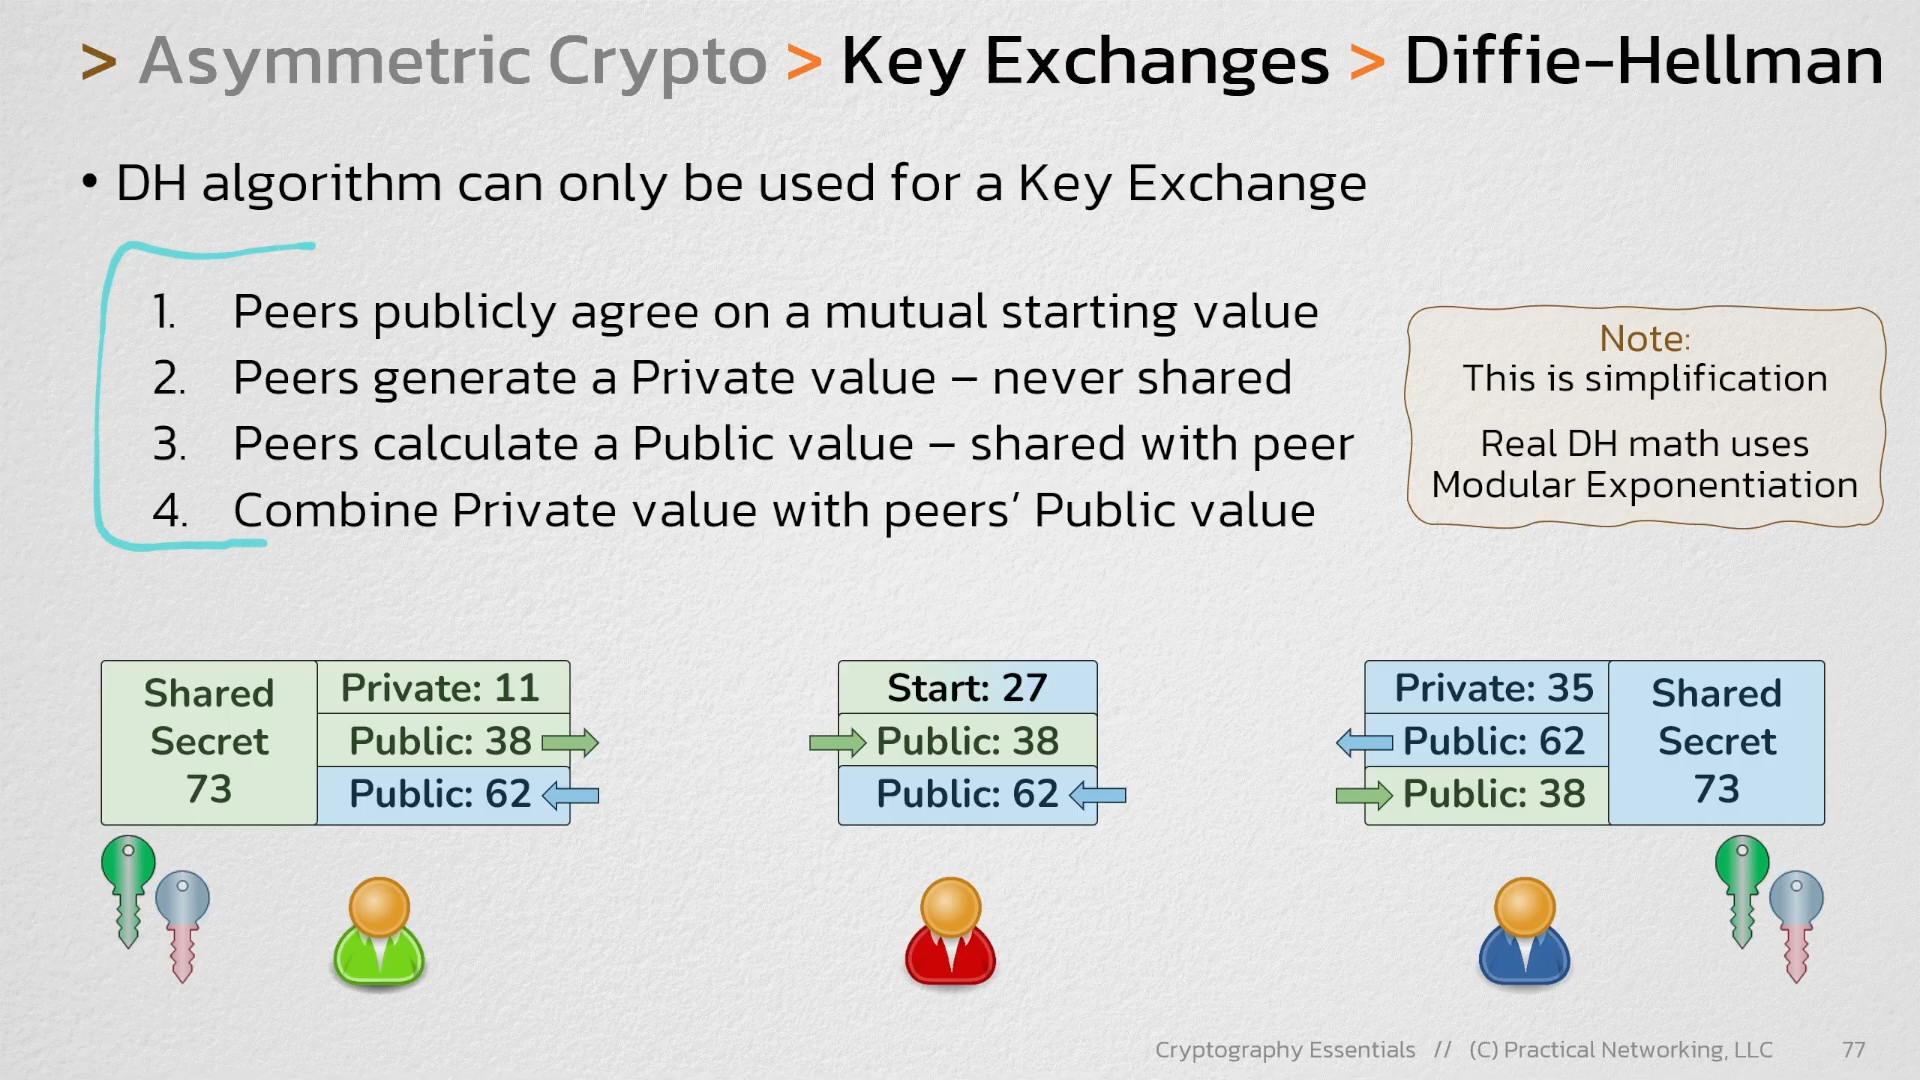 > Asymmetric Crypto > Key Exchanges > Diffie-Hellman
• DH algorithm can only be used for a Key Exchange
1. Peers publicly agree on a mutual starting value
2. Peers generate a Private value – never shared
3. Peers calculate a Public value – shared with peer
4. Combine Private value with peers’ Public value
Note:
This is simplification
Real DH math uses
Modular Exponentiation
Shared
Secret
73
Private: 11
Public: 38
Public: 62
Start: 27
Public: 38
Public: 62
Private: 35
Public: 62
Public: 38
Shared
Secret
73
Cryptography Essentials // (C) Practical Networking, LLC 77